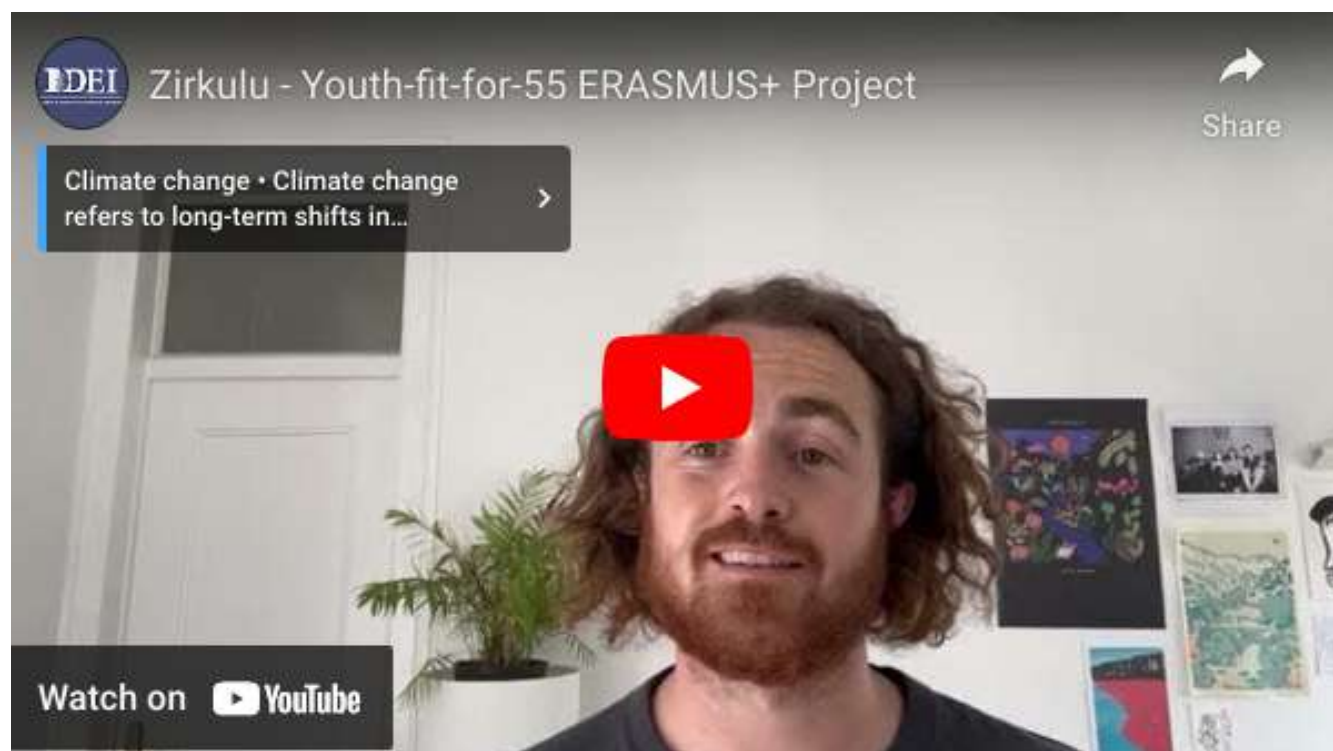 IDEI
Zirkulu - Youth-fit-for-55 ERASMUS+ Project
Share
Climate change • Climate change
refers to long-term shifts in...
Watch on YouTube